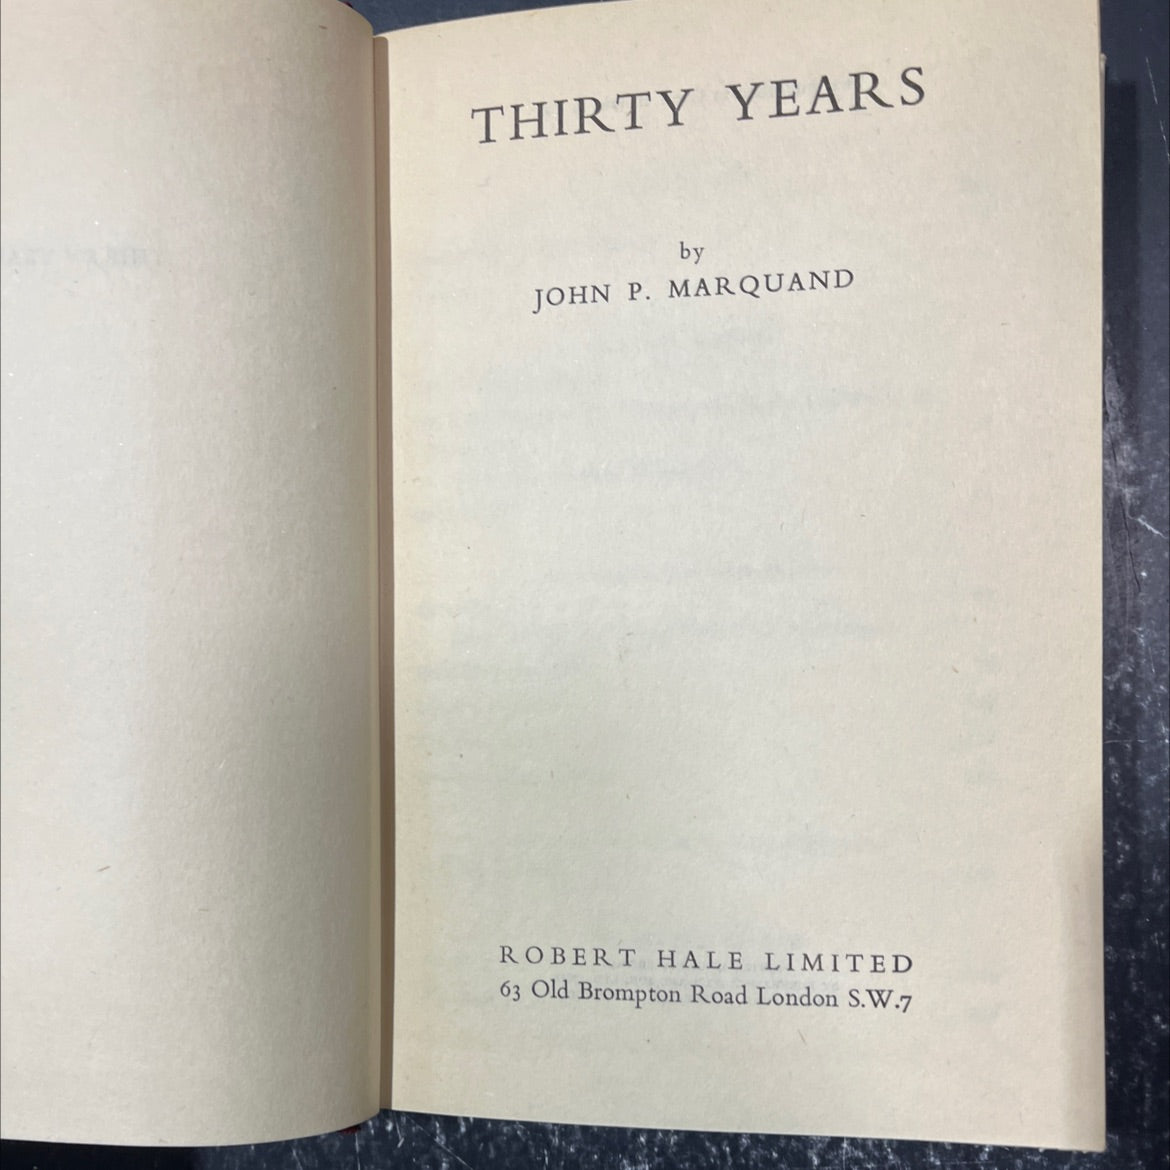 THIRTY YEARS
by
JOHN P. MARQUAND
ROBERT HALE LIMITED
63 Old Brompton Road London S.W.7